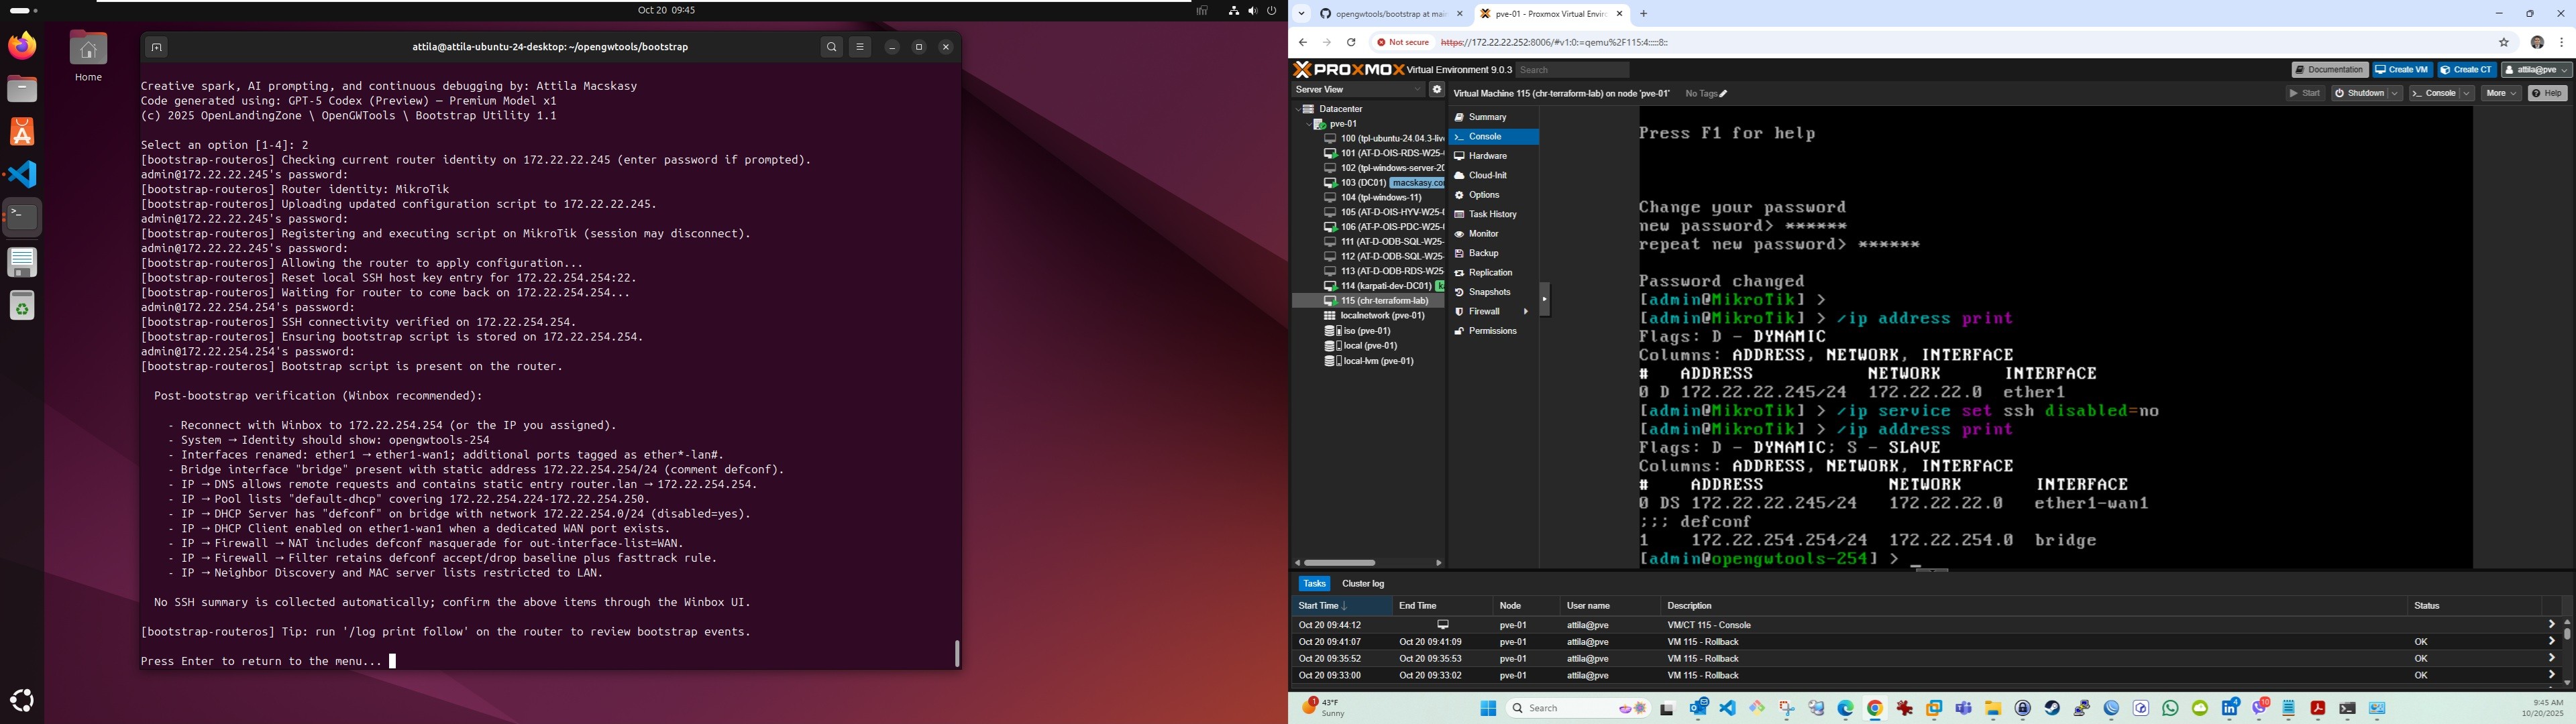 Oct 20 09:45
Home
attila@attila-ubuntu-24-desktop: ~/opengwtools/bootstrap
Creative spark, AI prompting, and continuous debugging by: Attila Macskasy
Code generated using: GPT-5 Codex (Preview) — Premium Model x1
(c) 2025 OpenLandingZone \ OpenGWTools \ Bootstrap Utility 1.1
Select an option [1-4]: 2
[bootstrap-routeros] Checking current router identity on 172.22.22.245 (enter password if prompted).
admin@172.22.22.245's password:
[bootstrap-routeros] Router identity: MikroTik
[bootstrap-routeros] Uploading updated configuration script to 172.22.22.245.
admin@172.22.22.245's password:
[bootstrap-routeros] Registering and executing script on MikroTik (session may disconnect).
admin@172.22.22.245's password:
[bootstrap-routeros] Allowing the router to apply configuration...
[bootstrap-routeros] Reset local SSH host key entry for 172.22.254.254:22.
[bootstrap-routeros] Waiting for router to come back on 172.22.254.254...
admin@172.22.254.254's password:
[bootstrap-routeros] SSH connectivity verified on 172.22.254.254.
[bootstrap-routeros] Ensuring bootstrap script is stored on 172.22.254.254.
admin@172.22.254.254's password:
[bootstrap-routeros] Bootstrap script is present on the router.
Post-bootstrap verification (Winbox recommended):
- Reconnect with Winbox to 172.22.254.254 (or the IP you assigned).
- System → Identity should show: opengwtools-254
- Interfaces renamed: ether1 → ether1-wan1; additional ports tagged as ether*-lan#.
- Bridge interface "bridge" present with static address 172.22.254.254/24 (comment defconf).
- IP → DNS allows remote requests and contains static entry router.lan → 172.22.254.254.
- IP → Pool lists "default-dhcp" covering 172.22.254.224-172.22.254.250.
- IP → DHCP Server has "defconf" on bridge with network 172.22.254.0/24 (disabled=yes).
- IP → DHCP Client enabled on ether1-wan1 when a dedicated WAN port exists.
- IP → Firewall → NAT includes defconf masquerade for out-interface-list=WAN.
- IP → Firewall → Filter retains defconf accept/drop baseline plus fasttrack rule.
- IP → Neighbor Discovery and MAC server lists restricted to LAN.
No SSH summary is collected automatically; confirm the above items through the Winbox UI.
[bootstrap-routeros] Tip: run '/log print follow' on the router to review bootstrap events.
Press Enter to return to the menu...
opengwtools/bootstrap at mai
pve-01 - Proxmox Virtual Enviro
Not secure
https://172.22.22.252:8006/#v1:0:=qemu%2F115:4:::::8::
PROXMOX Virtual Environment 9.0.3
Search
Documentation
Create VM
Create CT
attila@pve
Server View
Virtual Machine 115 (chr-terraform-lab) on node 'pve-01'
No Tags
Start
Shutdown
Console
More
Help
Datacenter
pve-01
100 (tpl-ubuntu-24.04.3-liv
101 (AT-D-OIS-RDS-W25-
102 (tpl-windows-server-20
103 (DC01) macskasy.co
104 (tpl-windows-11)
105 (AT-D-OIS-HYV-W25-
106 (AT-P-OIS-PDC-W25-
111 (AT-D-ODB-SQL-W25-
112 (AT-D-ODB-SQL-W25-
113 (AT-D-ODB-RDS-W25
114 (karpati-dev-DC01)
115 (chr-terraform-lab)
localnetwork (pve-01)
iso (pve-01)
local (pve-01)
local-lvm (pve-01)
Summary
Console
Hardware
Cloud-Init
Options
Task History
Monitor
Backup
Replication
Snapshots
Firewall
Permissions
Press F1 for help
Change your password
new password> ******
repeat new password> ******
Password changed
[admin@MikroTik] >
[admin@MikroTik] > /ip address print
Flags: D - DYNAMIC
Columns: ADDRESS, NETWORK, INTERFACE
# ADDRESS NETWORK INTERFACE
0 D 172.22.22.245/24 172.22.22.0 ether1
[admin@MikroTik] > /ip service set ssh disabled=no
[admin@MikroTik] > /ip address print
Flags: D - DYNAMIC; S - SLAVE
Columns: ADDRESS, NETWORK, INTERFACE
# ADDRESS NETWORK INTERFACE
0 DS 172.22.22.245/24 172.22.22.0 ether1-wan1
;;; defconf
1 172.22.254.254/24 172.22.254.0 bridge
[admin@opengwtools-254] > _
Tasks
Cluster log
Start Time End Time Node User name Description Status
Oct 20 09:44:12 pve-01 attila@pve VM/CT 115 - Console
Oct 20 09:41:07 Oct 20 09:41:09 pve-01 attila@pve VM 115 - Rollback OK
Oct 20 09:35:52 Oct 20 09:35:53 pve-01 attila@pve VM 115 - Rollback OK
Oct 20 09:33:00 Oct 20 09:33:02 pve-01 attila@pve VM 115 - Rollback OK
43°F
Sunny
Search
9:45 AM
10/20/2025